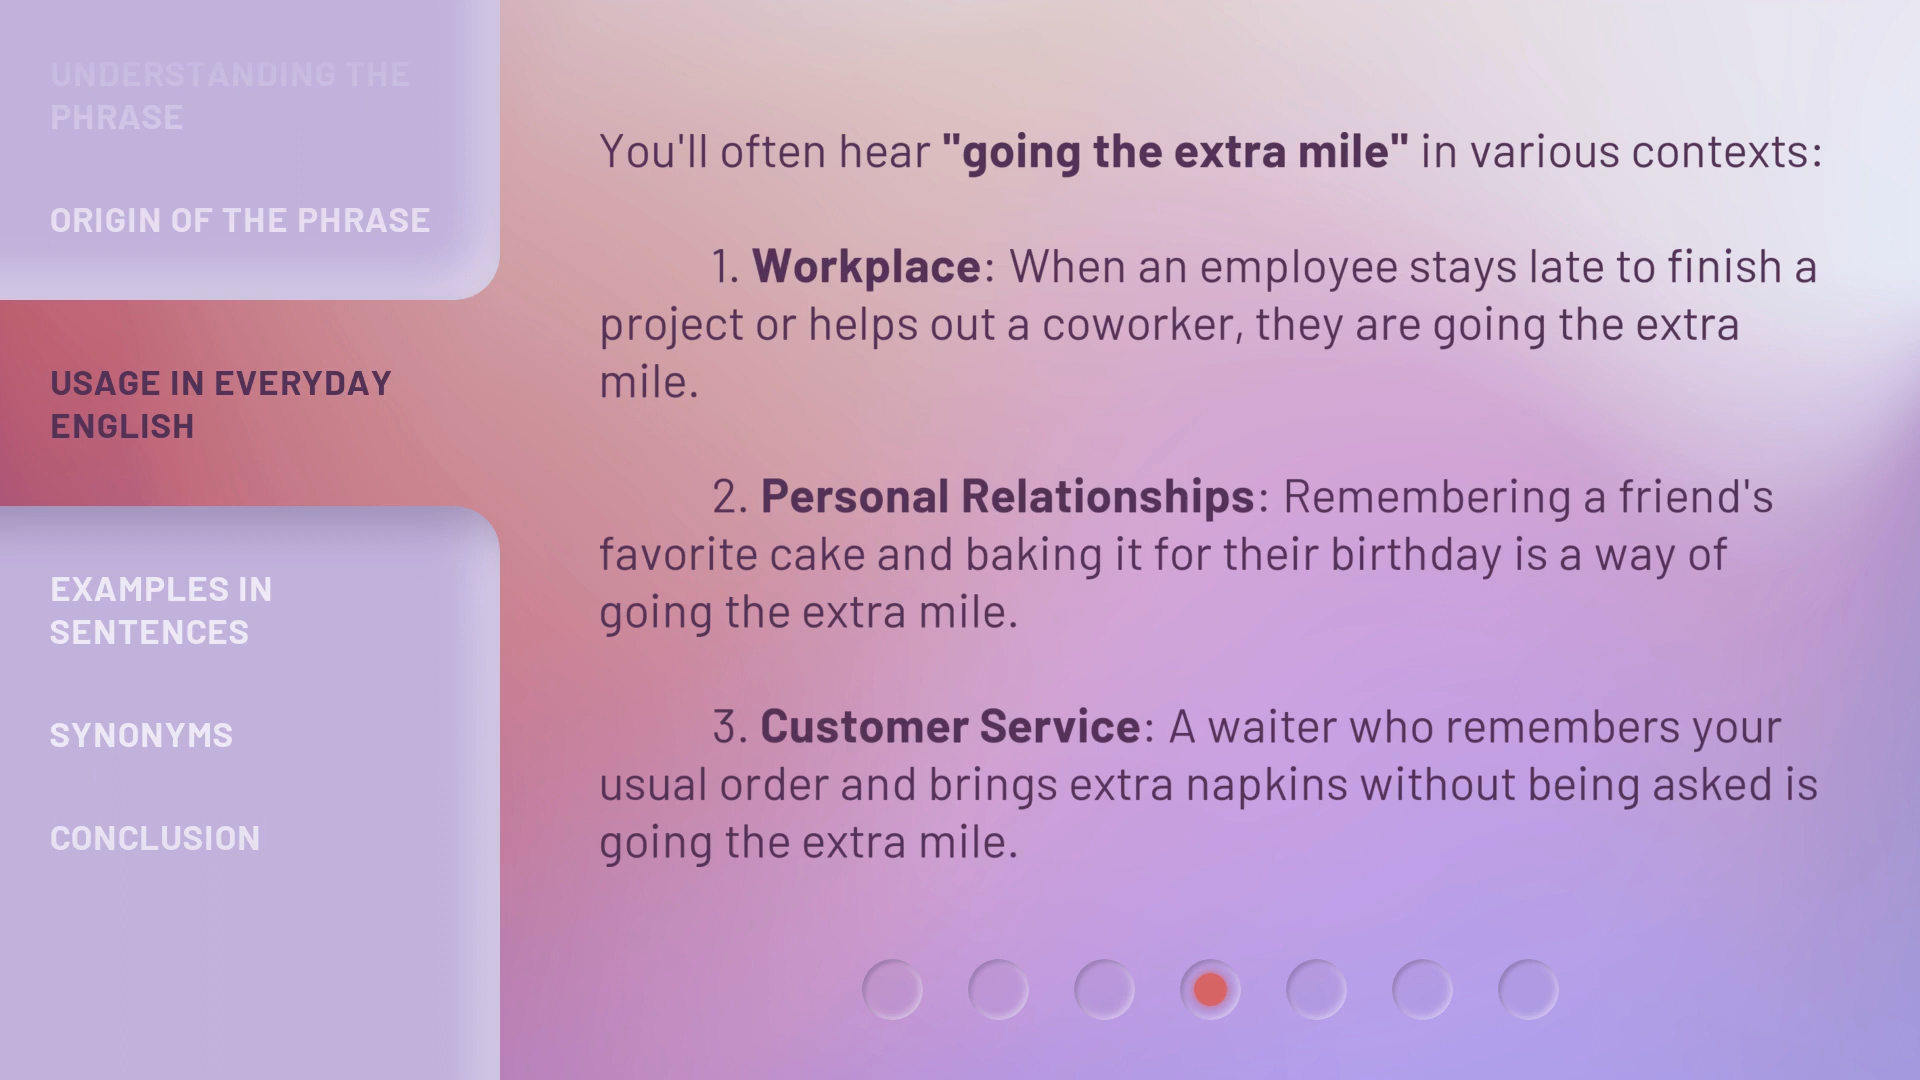 UNDERSTANDING THE
PHRASE
ORIGIN OF THE PHRASE
USAGE IN EVERYDAY
ENGLISH
EXAMPLES IN
SENTENCES
SYNONYMS
CONCLUSION
You'll often hear "going the extra mile" in various contexts:
1. Workplace: When an employee stays late to finish a
project or helps out a coworker, they are going the extra
mile.
2. Personal Relationships: Remembering a friend's
favorite cake and baking it for their birthday is a way of
going the extra mile.
3. Customer Service: A waiter who remembers your
usual order and brings extra napkins without being asked is
going the extra mile.